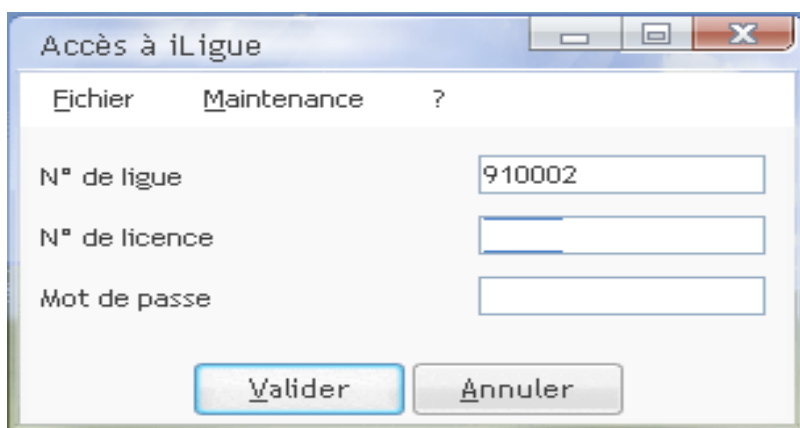 Accès à iLigue
Fichier Maintenance ?
N° de ligue 910002
N° de licence
Mot de passe
Valider Annuler